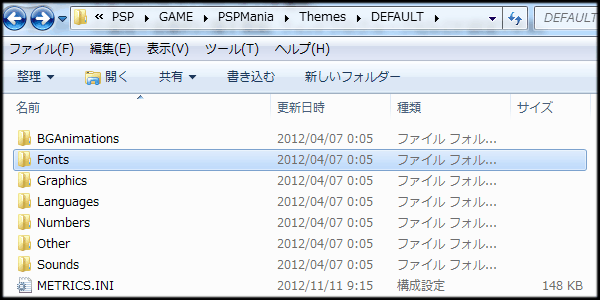 « PSP ▸ GAME ▸ PSPMania ▸ Themes ▸ DEFAULT ▸ DEFAULT
ファイル(F) 編集(E) 表示(V) ツール(T) ヘルプ(H)
整理 ▼ 開く 共有 ▼ 書き込む 新しいフォルダー
名前 更新日時 種類 サイズ
BGAnimations 2012/04/07 0:05 ファイル フォル...
Fonts 2012/04/07 0:05 ファイル フォル...
Graphics 2012/04/07 0:05 ファイル フォル...
Languages 2012/04/07 0:05 ファイル フォル...
Numbers 2012/04/07 0:05 ファイル フォル...
Other 2012/04/07 0:05 ファイル フォル...
Sounds 2012/04/07 0:05 ファイル フォル...
METRICS.INI 2012/11/11 9:15 構成設定 148 KB